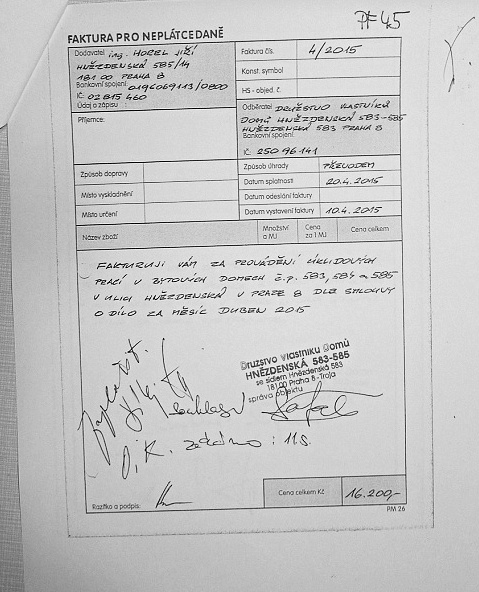 PF 45
FAKTURA PRO NEPLÁTCE DANĚ
Dodavatel: ing. HOREL JIŘÍ
HNĚZDENSKÁ 585/14
181 00 PRAHA 8
Bankovní spojení 0196069113/0800
IČ: 02815460
Údaj o zápisu:
Faktura čís. 4/2015
Konst. symbol
HS - objed. č.
Příjemce:
Odběratel DRUŽSTVO VLASTNÍKŮ
DOMŮ HNĚZDENSKÁ 583-585
HNĚZDENSKÁ 583 PRAHA 8
Bankovní spojení
IČ: 25096141
Způsob dopravy
Místo vyskladnění
Místo určení
Způsob úhrady PŘEVODEM
Datum splatnosti 20.4.2015
Datum odeslání faktury
Datum vystavení faktury 10.4.2015
Název zboží Množství a MJ Cena za 1 MJ Cena celkem
FAKTURUJI VÁM ZA PROVÁDĚNÍ ÚKLIDOVÝCH
PRACÍ V BYTOVÝCH DOMECH č.p. 583, 584 a 585
V ULICI HNĚZDENSKÁ V PRAZE 8 DLE SMLOUVY
O DÍLO ZA MĚSÍC DUBEN 2015
Družstvo Vlastníků Domů
HNĚZDENSKÁ 583-585
se sídlem Hnězdenská 583
18100 Praha 8 - Troja
správa objektu
Razítko a podpis:
Cena celkem Kč 16.200,-
PM 26